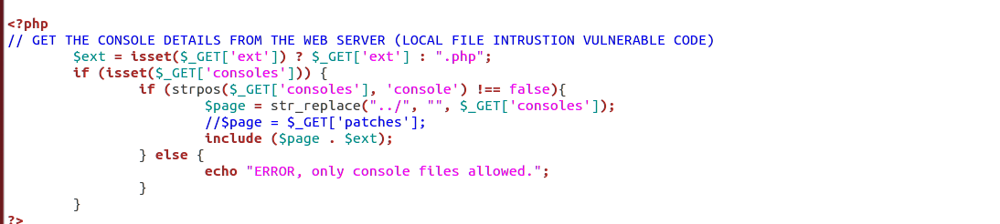 <?php
// GET THE CONSOLE DETAILS FROM THE WEB SERVER (LOCAL FILE INTRUSTION VULNERABLE CODE)
        $ext = isset($_GET['ext']) ? $_GET['ext'] : ".php";
        if (isset($_GET['consoles'])) {
                if (strpos($_GET['consoles'], 'console') !== false){
                        $page = str_replace("../", "", $_GET['consoles']);
                        //$page = $_GET['patches'];
                        include ($page . $ext);
                } else {
                        echo "ERROR, only console files allowed.";
                }
        }
?>